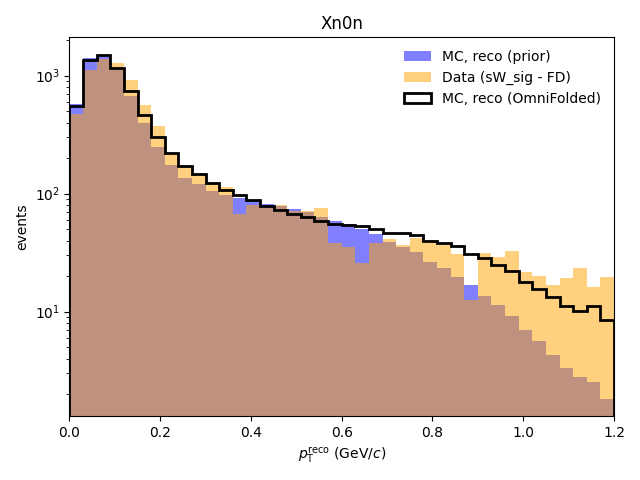 Xn0n
MC, reco (prior)
Data (sW_sig - FD)
MC, reco (OmniFolded)
events
10³
10²
10¹
0.0 0.2 0.4 0.6 0.8 1.0 1.2
p_T^reco (GeV/c)